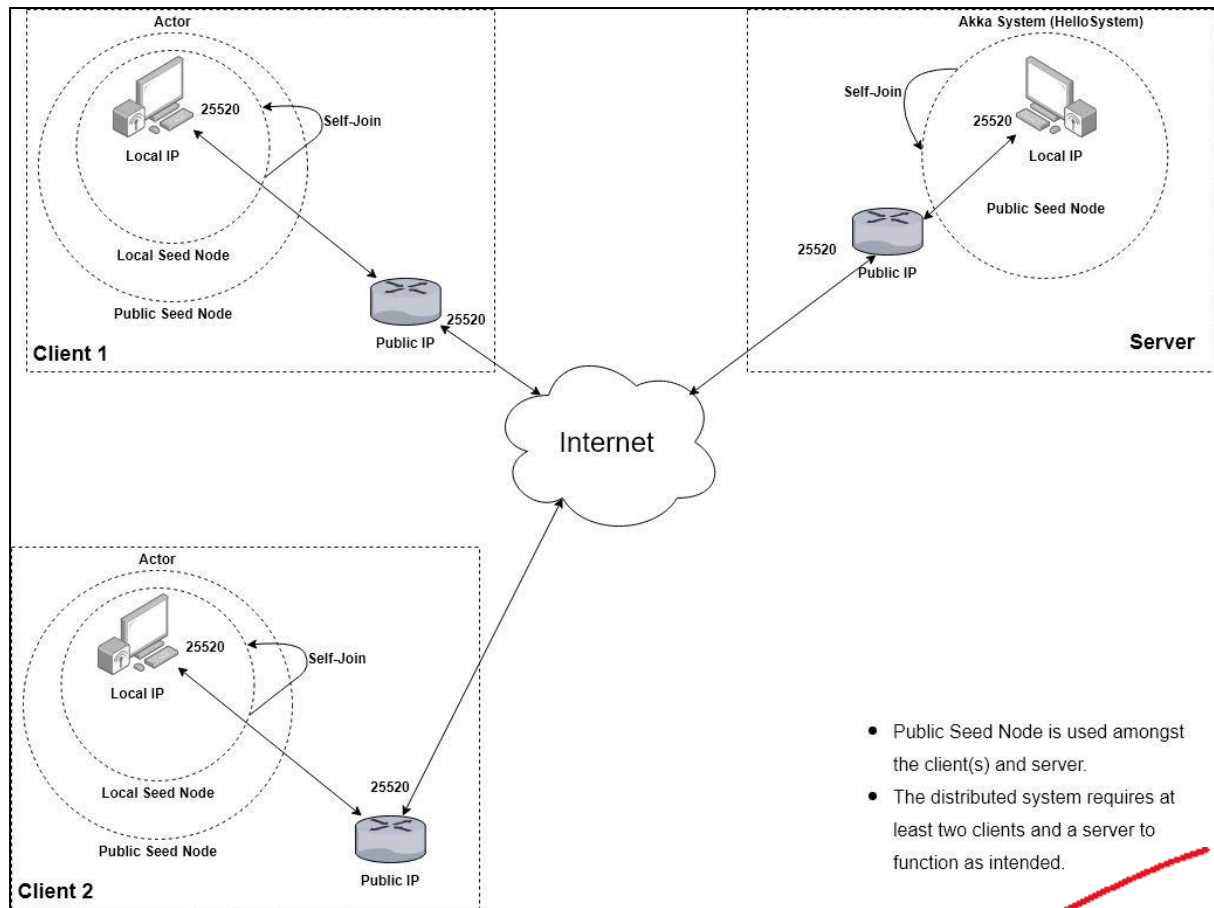 Actor
25520
Self-Join
Local IP
Local Seed Node
Public Seed Node
25520
Public IP
Client 1
Akka System (HelloSystem)
Self-Join
25520
Local IP
Public Seed Node
25520
Public IP
Server
Internet
Actor
25520
Self-Join
Local IP
Local Seed Node
Public Seed Node
25520
Public IP
Client 2
• Public Seed Node is used amongst
the client(s) and server.
• The distributed system requires at
least two clients and a server to
function as intended.